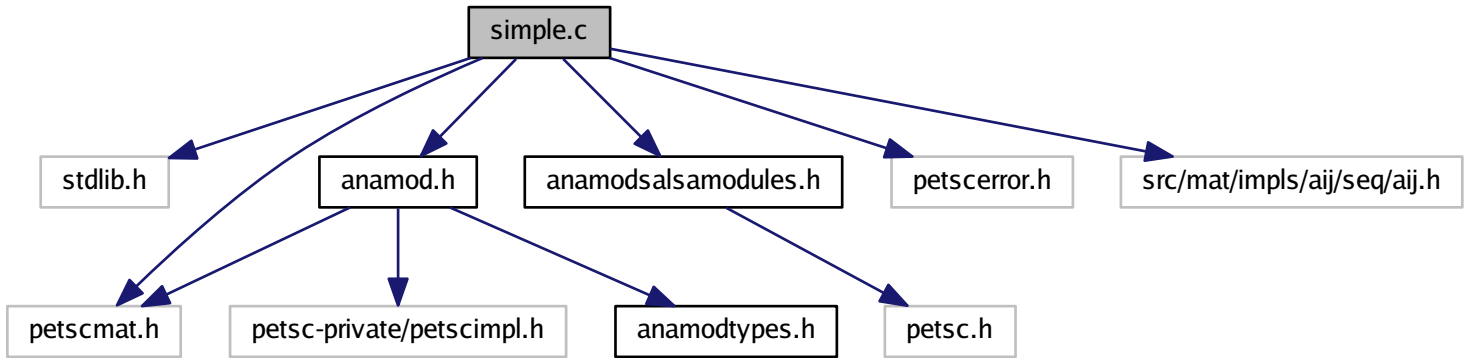 simple.c
stdlib.h
anamod.h
anamodsalsamodules.h
petscerror.h
src/mat/impls/aij/seq/aij.h
petscmat.h
petsc-private/petscimpl.h
anamodtypes.h
petsc.h